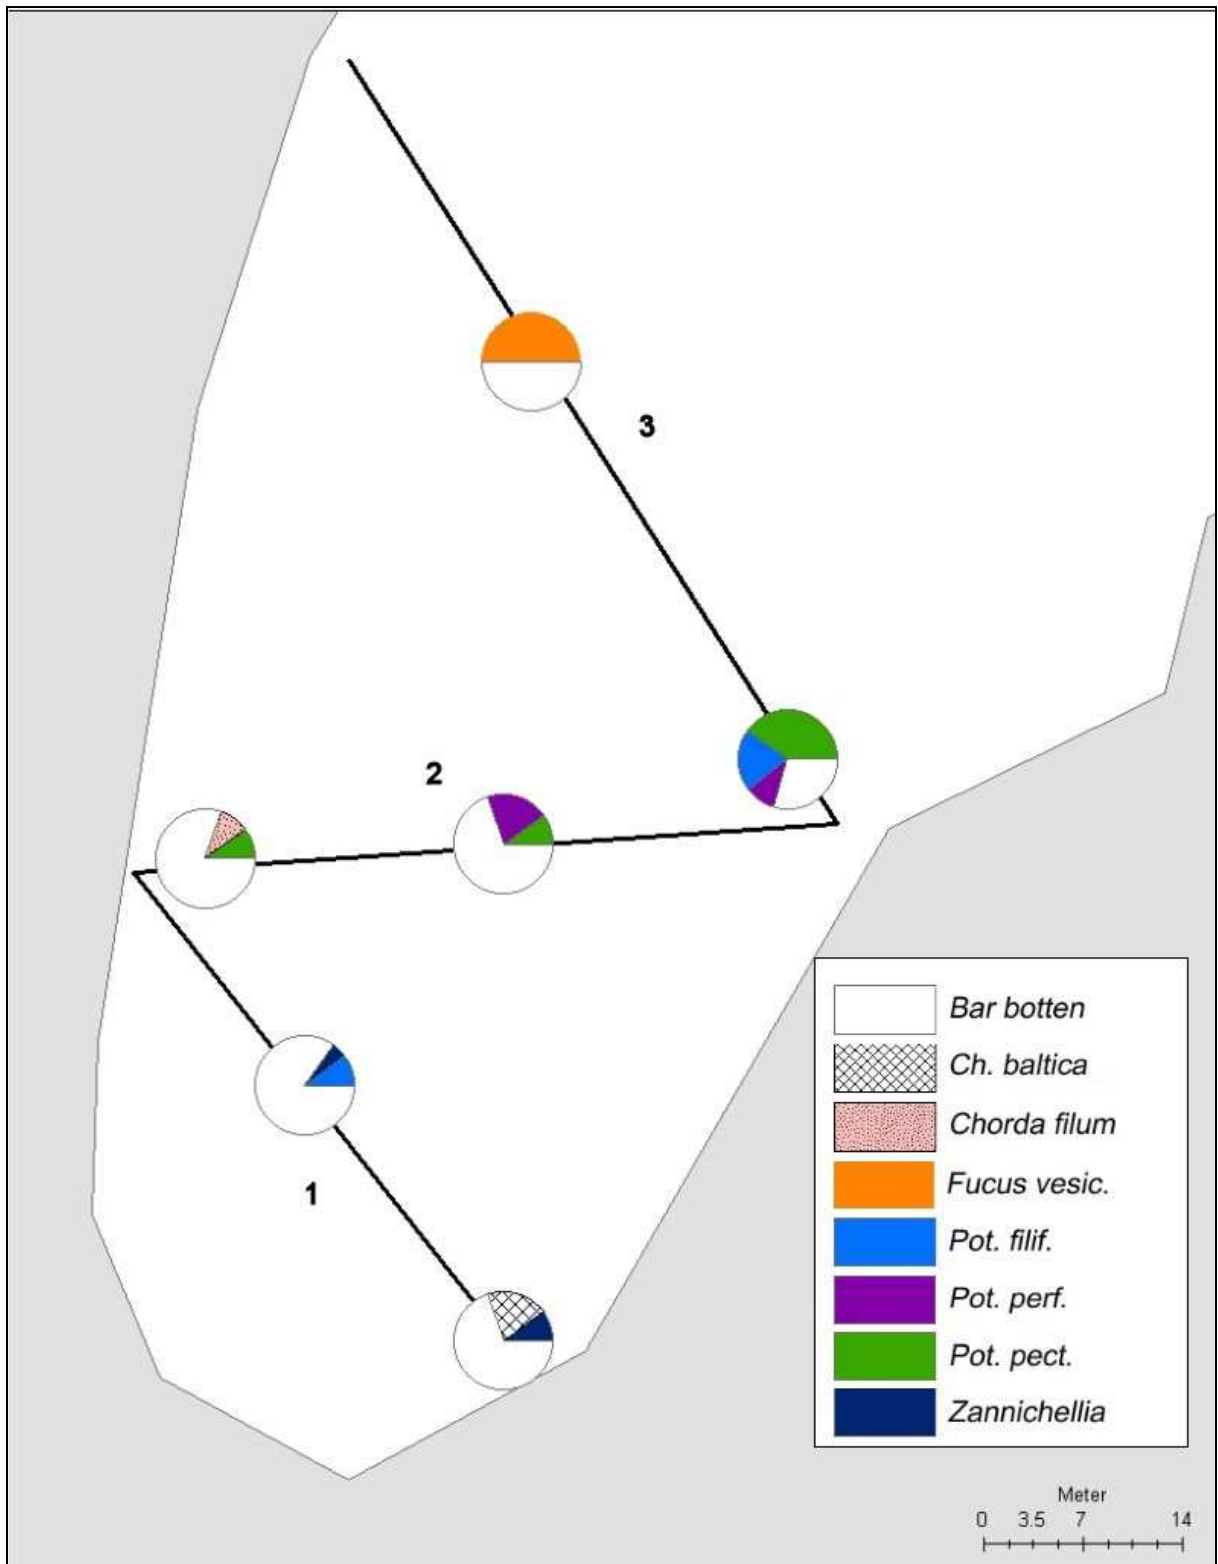 3
2
1
Bar botten
Ch. baltica
Chorda filum
Fucus vesic.
Pot. filif.
Pot. perf.
Pot. pect.
Zannichellia
Meter
0 3.5 7 14